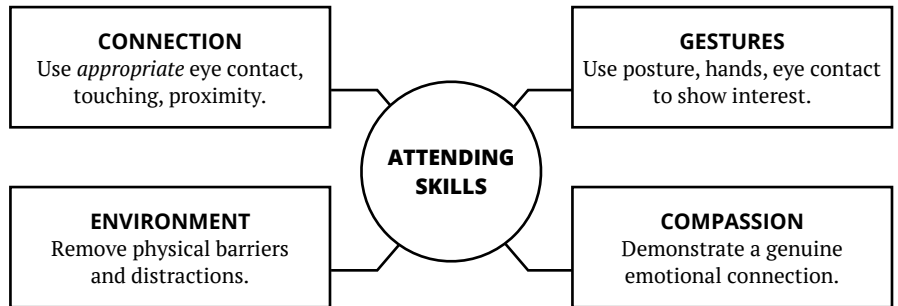 CONNECTION
Use appropriate eye contact,
touching, proximity.
GESTURES
Use posture, hands, eye contact
to show interest.
ATTENDING
SKILLS
ENVIRONMENT
Remove physical barriers
and distractions.
COMPASSION
Demonstrate a genuine
emotional connection.